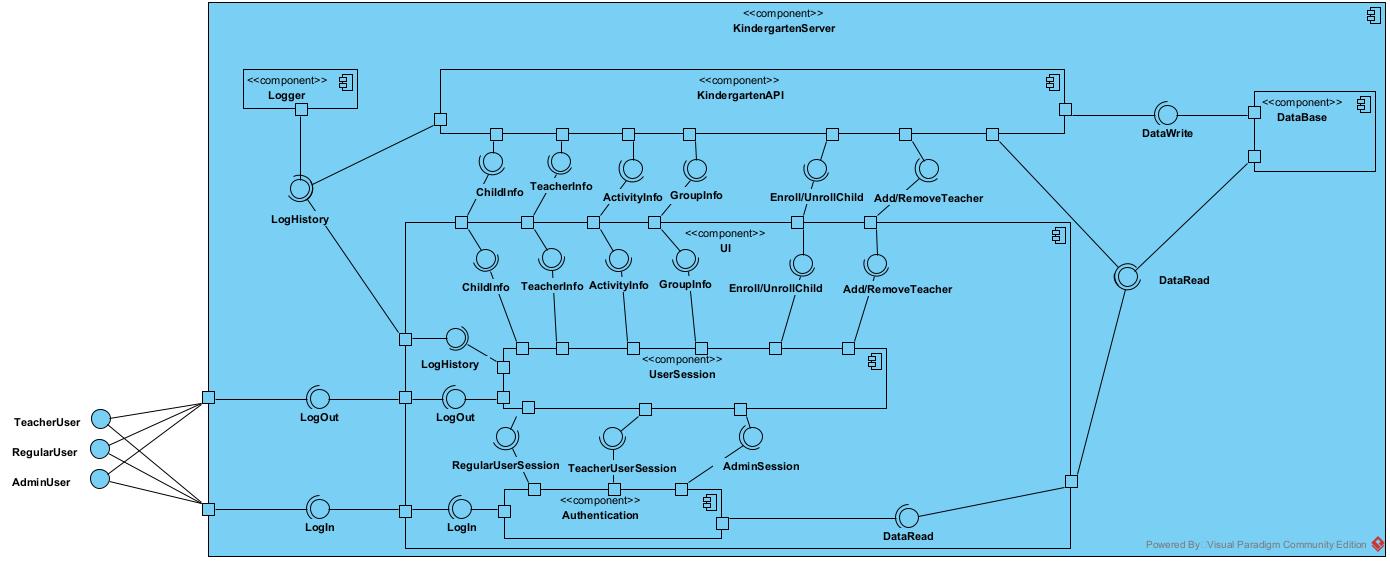 <<component>>
KindergartenServer
<<component>>
Logger
<<component>>
KindergartenAPI
<<component>>
DataBase
DataWrite
ChildInfo
TeacherInfo
ActivityInfo
GroupInfo
Enroll/UnrollChild
Add/RemoveTeacher
LogHistory
<<component>>
UI
ChildInfo
TeacherInfo
ActivityInfo
GroupInfo
Enroll/UnrollChild
Add/RemoveTeacher
DataRead
LogHistory
<<component>>
UserSession
LogOut
LogOut
TeacherUser
RegularUser
AdminUser
RegularUserSession
TeacherUserSession
AdminSession
<<component>>
Authentication
LogIn
LogIn
DataRead
Powered By: Visual Paradigm Community Edition